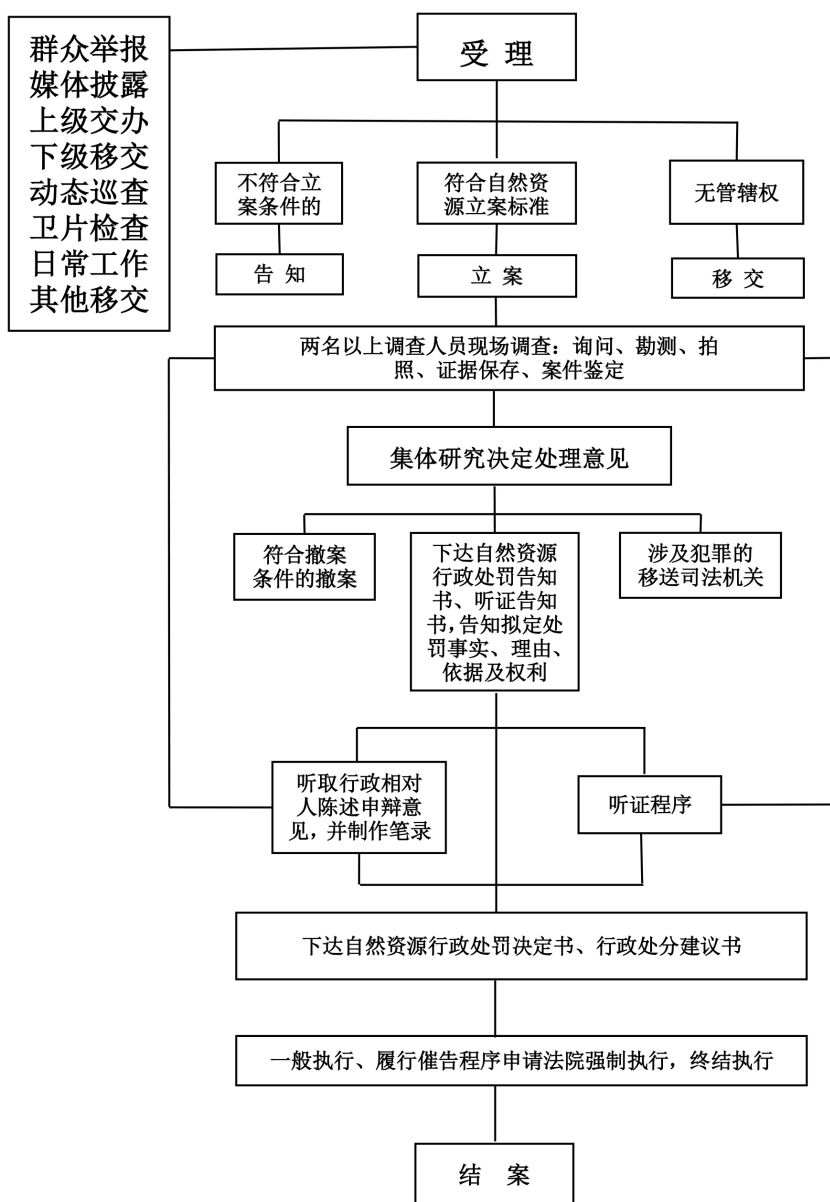 群众举报
媒体披露
上级交办
下级移交
动态巡查
卫片检查
日常工作
其他移交
受 理
不符合立
案条件的
符合自然资
源立案标准
无管辖权
告 知
立 案
移 交
两名以上调查人员现场调查：询问、勘测、拍
照、证据保存、案件鉴定
集体研究决定处理意见
符合撤案
条件的撤案
下达自然资源
行政处罚告知
书、听证告知
书，告知拟定处
罚事实、理由、
依据及权利
涉及犯罪的
移送司法机关
听取行政相对
人陈述申辩意
见，并制作笔录
听证程序
下达自然资源行政处罚决定书、行政处分建议书
一般执行、履行催告程序申请法院强制执行，终结执行
结 案